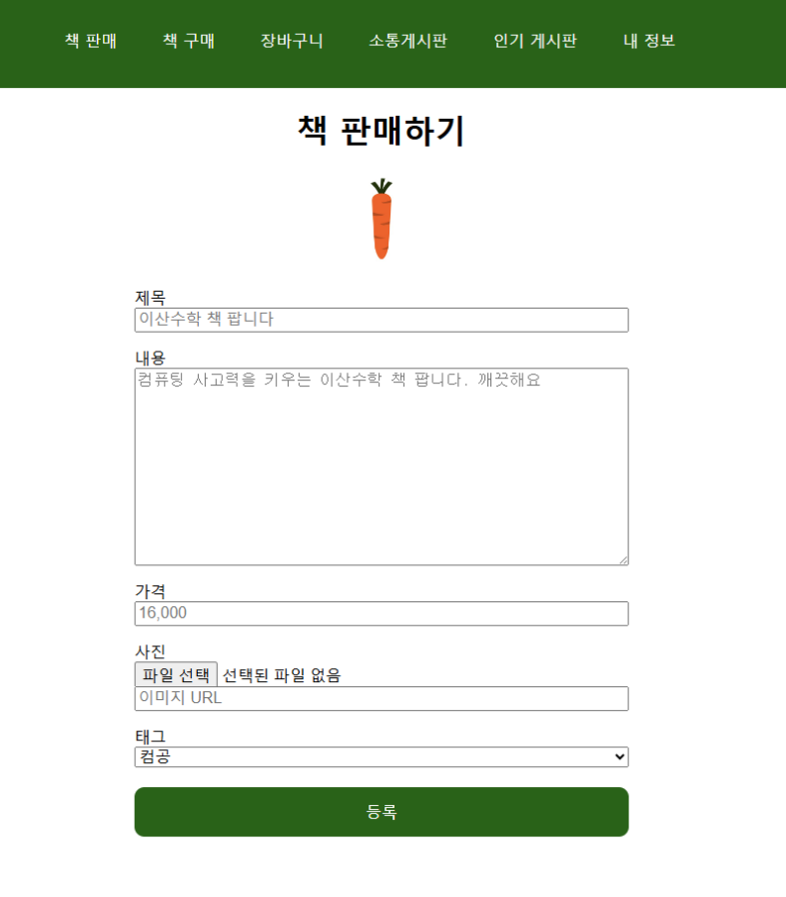 책 판매 책 구매 장바구니 소통게시판 인기 게시판 내 정보
책 판매하기
제목
이산수학 책 팝니다
내용
컴퓨팅 사고력을 키우는 이산수학 책 팝니다. 깨끗해요
가격
16,000
사진
파일 선택 선택된 파일 없음
이미지 URL
태그
컴공
등록